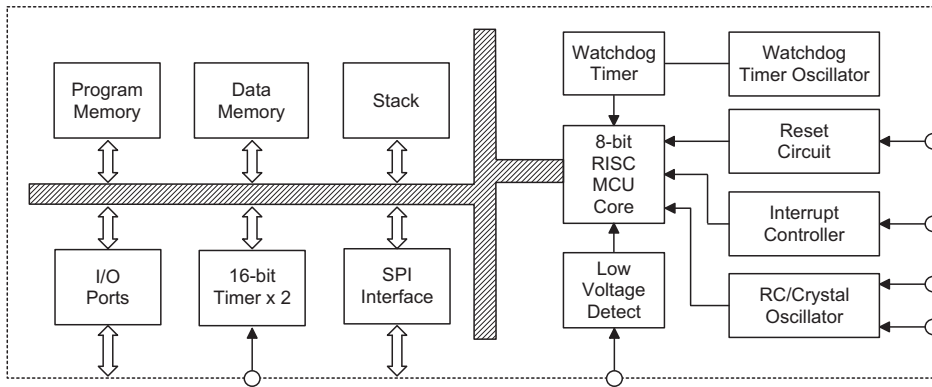 Program
Memory
Data
Memory
Stack
Watchdog
Timer
Watchdog
Timer Oscillator
8-bit
RISC
MCU
Core
Reset
Circuit
Interrupt
Controller
I/O
Ports
16-bit
Timer x 2
SPI
Interface
Low
Voltage
Detect
RC/Crystal
Oscillator